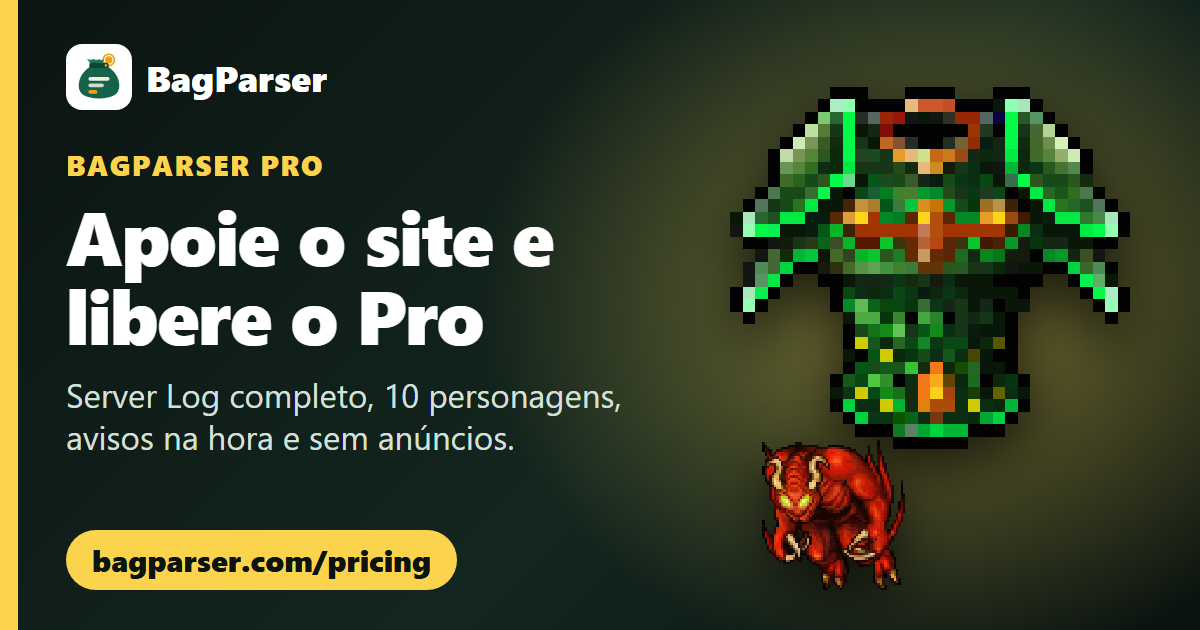 BagParser
BAGPARSER PRO
Apoie o site e
libere o Pro
Server Log completo, 10 personagens,
avisos na hora e sem anúncios.
bagparser.com/pricing